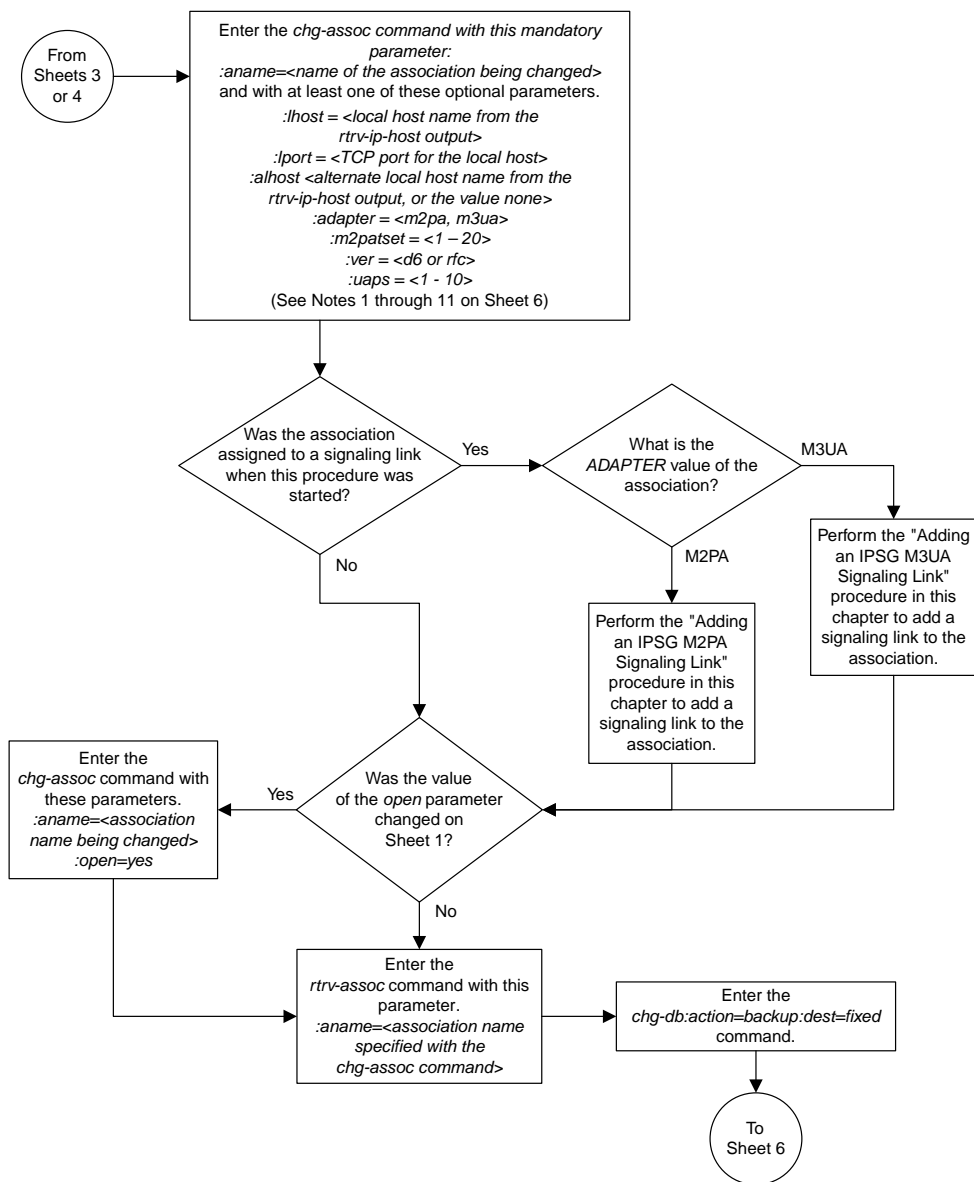 From
Sheets 3
or 4
Enter the chg-assoc command with this mandatory
parameter:
:aname=<name of the association being changed>
and with at least one of these optional parameters.
:lhost = <local host name from the
rtrv-ip-host output>
:lport = <TCP port for the local host>
:alhost <alternate local host name from the
rtrv-ip-host output, or the value none>
:adapter = <m2pa, m3ua>
:m2patset = <1 – 20>
:ver = <d6 or rfc>
:uaps = <1 - 10>
(See Notes 1 through 11 on Sheet 6)
Was the association
assigned to a signaling link
when this procedure was
started?
Yes
No
What is the
ADAPTER value of the
association?
M3UA
M2PA
Perform the "Adding
an IPSG M3UA
Signaling Link"
procedure in this
chapter to add a
signaling link to the
association.
Perform the "Adding
an IPSG M2PA
Signaling Link"
procedure in this
chapter to add a
signaling link to the
association.
Was the value
of the open parameter
changed on
Sheet 1?
Yes
No
Enter the
chg-assoc command with
these parameters.
:aname=<association
name being changed>
:open=yes
Enter the
rtrv-assoc command with this
parameter.
:aname=<association name
specified with the
chg-assoc command>
Enter the
chg-db:action=backup:dest=fixed
command.
To
Sheet 6